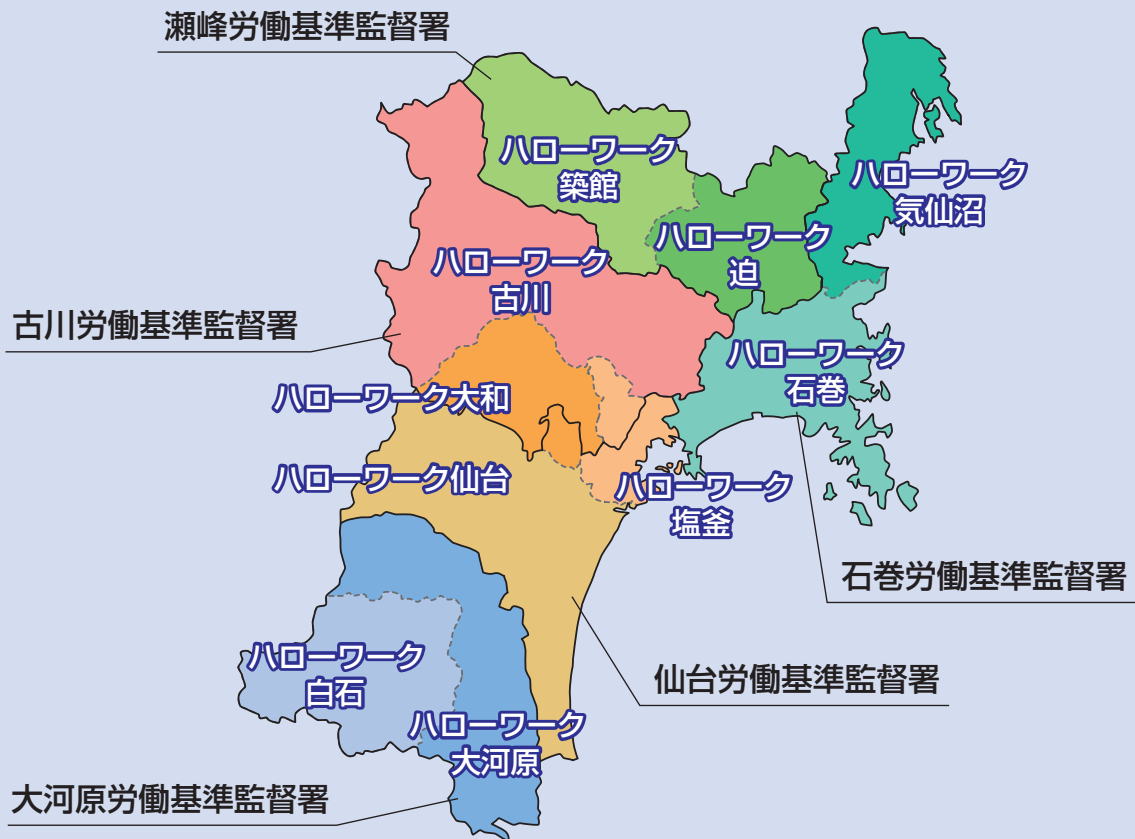 瀬峰労働基準監督署
ハローワーク
築館
ハローワーク
気仙沼
ハローワーク
迫
ハローワーク
古川
古川労働基準監督署
ハローワーク
石巻
ハローワーク大和
ハローワーク仙台
ハローワーク
塩釜
石巻労働基準監督署
ハローワーク
白石
仙台労働基準監督署
ハローワーク
大河原
大河原労働基準監督署